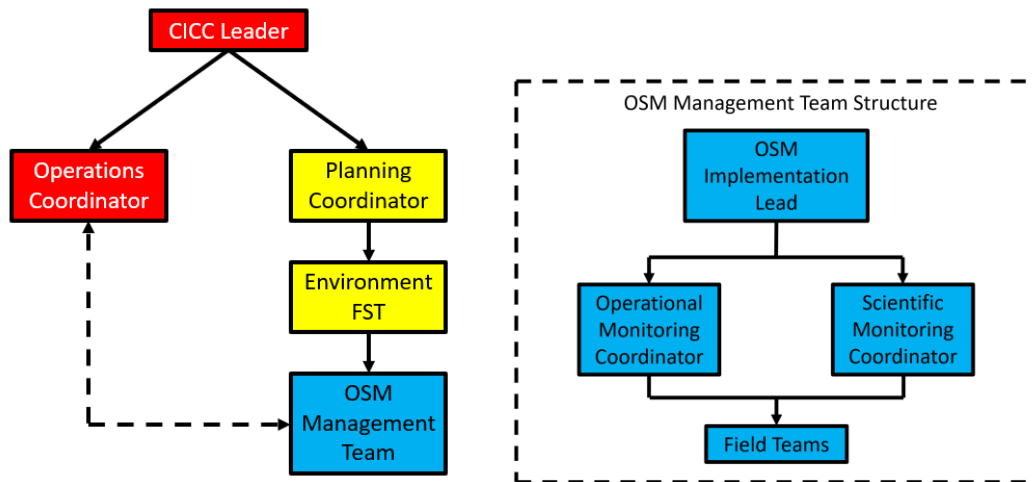 CICC Leader
Operations
Coordinator
Planning
Coordinator
Environment
FST
OSM
Management
Team
OSM Management Team Structure
OSM
Implementation
Lead
Operational
Monitoring
Coordinator
Scientific
Monitoring
Coordinator
Field Teams